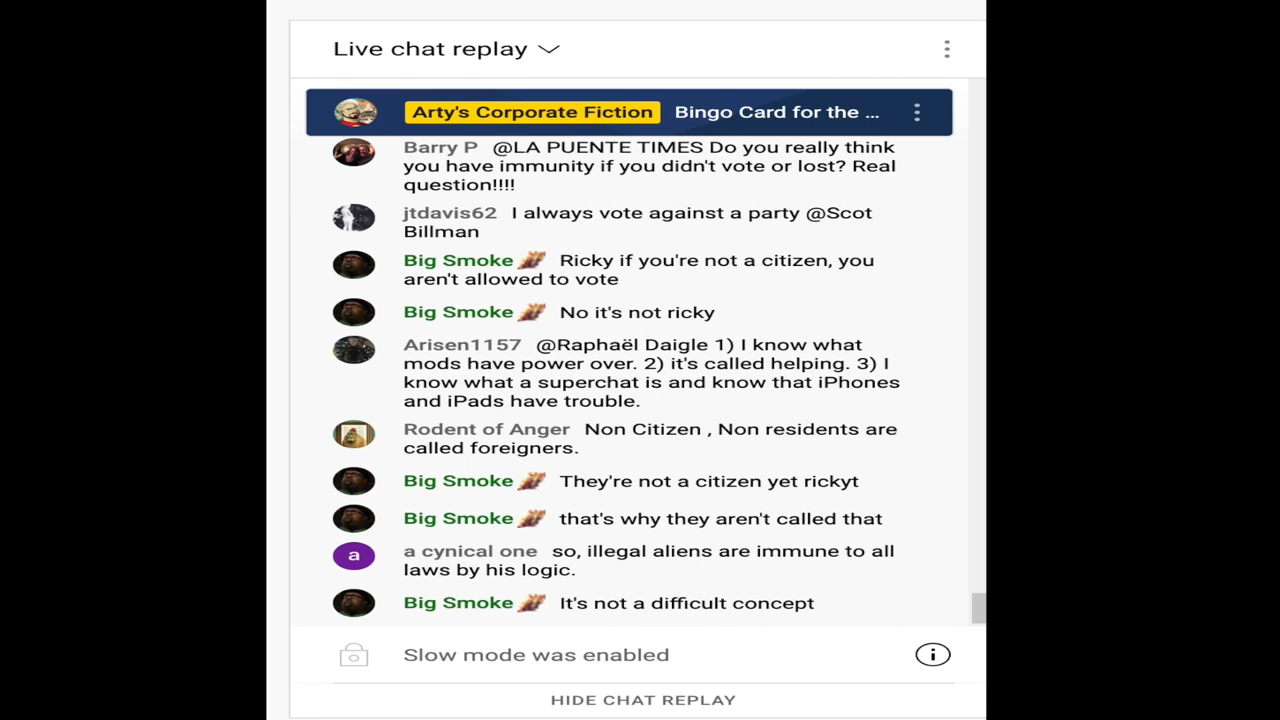 Live chat replay
Arty's Corporate Fiction Bingo Card for the ...
Barry P @LA PUENTE TIMES Do you really think
you have immunity if you didn't vote or lost? Real
question!!!!
jtdavis62 I always vote against a party @Scot
Billman
Big Smoke Ricky if you're not a citizen, you
aren't allowed to vote
Big Smoke No it's not ricky
Arisen1157 @Raphaël Daigle 1) I know what
mods have power over. 2) it's called helping. 3) I
know what a superchat is and know that iPhones
and iPads have trouble.
Rodent of Anger Non Citizen , Non residents are
called foreigners.
Big Smoke They're not a citizen yet rickyt
Big Smoke that's why they aren't called that
a
a cynical one so, illegal aliens are immune to all
laws by his logic.
Big Smoke It's not a difficult concept
Slow mode was enabled
HIDE CHAT REPLAY